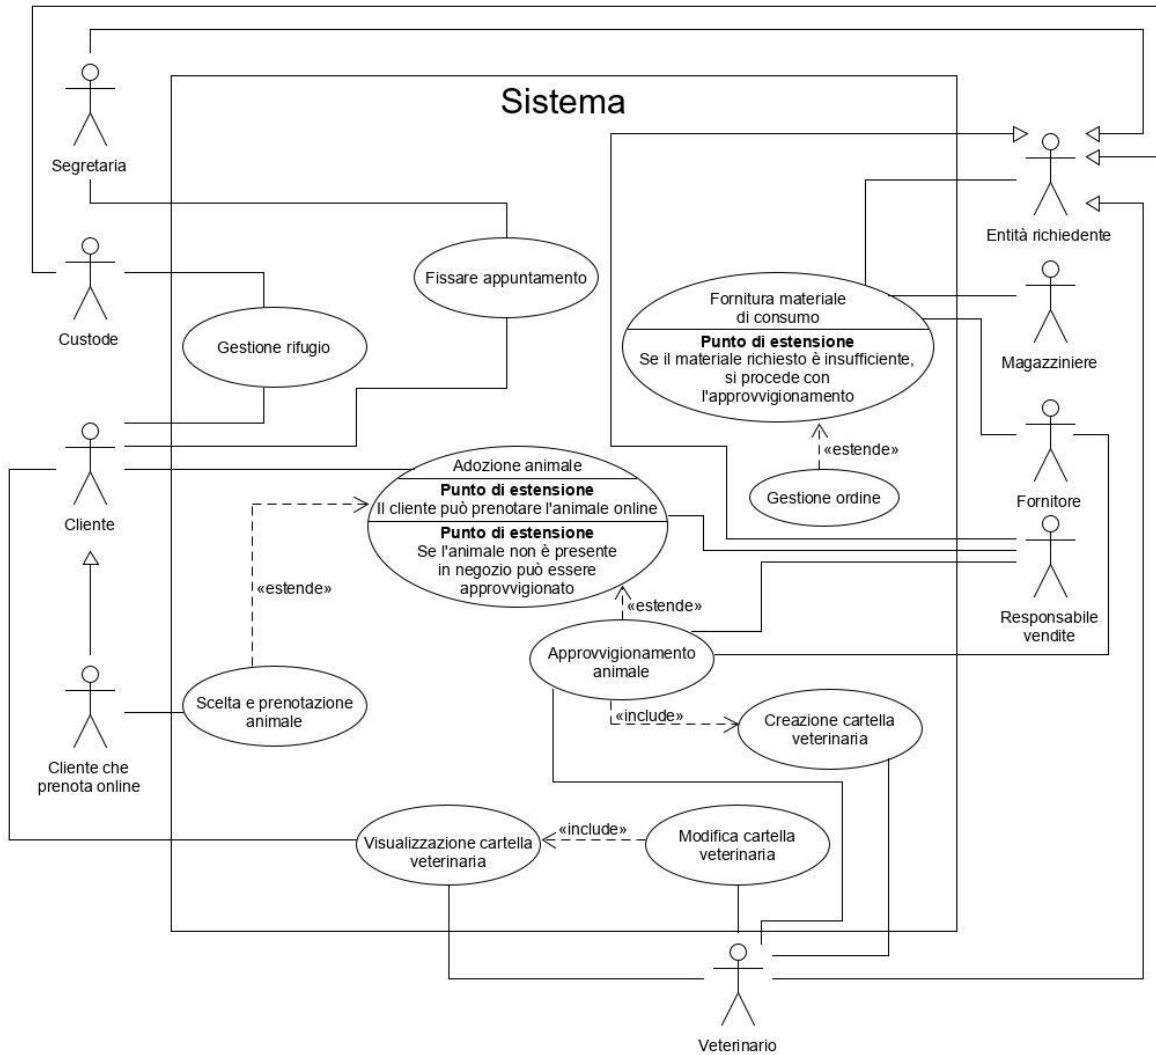 Sistema
Segretaria
Entità richiedente
Custode
Fissare appuntamento
Gestione rifugio
Fornitura materiale
di consumo
Punto di estensione
Se il materiale richiesto è insufficiente,
si procede con
l'approvvigionamento
Magazziniere
«estende»
Gestione ordine
Fornitore
Cliente
Adozione animale
Punto di estensione
Il cliente può prenotare l'animale online
Punto di estensione
Se l'animale non è presente
in negozio può essere
approvvigionato
«estende»
«estende»
Responsabile
vendite
Approvvigionamento
animale
Scelta e prenotazione
animale
«include»
Creazione cartella
veterinaria
Cliente che
prenota online
Visualizzazione cartella
veterinaria
«include»
Modifica cartella
veterinaria
Veterinario